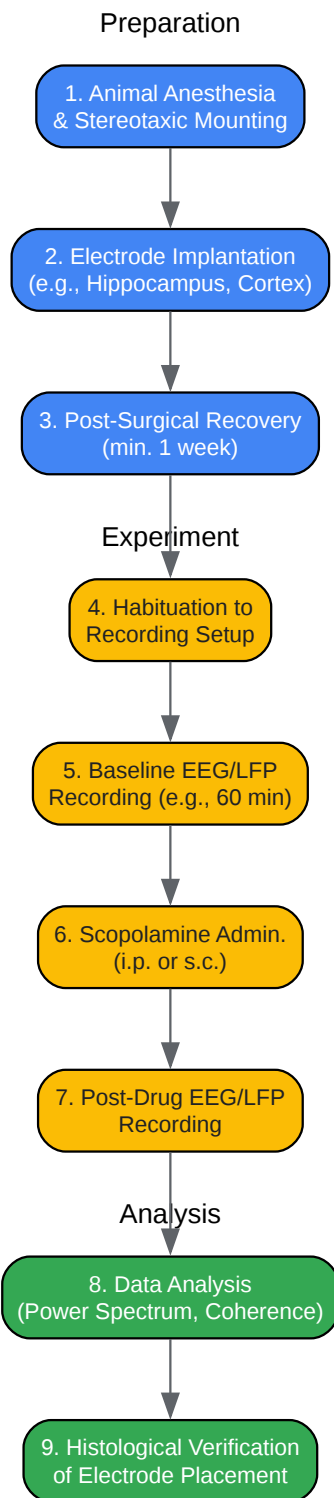 Preparation
1. Animal Anesthesia
& Stereotaxic Mounting
2. Electrode Implantation
(e.g., Hippocampus, Cortex)
3. Post-Surgical Recovery
(min. 1 week)
Experiment
4. Habituation to
Recording Setup
5. Baseline EEG/LFP
Recording (e.g., 60 min)
6. Scopolamine Admin.
(i.p. or s.c.)
7. Post-Drug EEG/LFP
Recording
Analysis
8. Data Analysis
(Power Spectrum, Coherence)
9. Histological Verification
of Electrode Placement